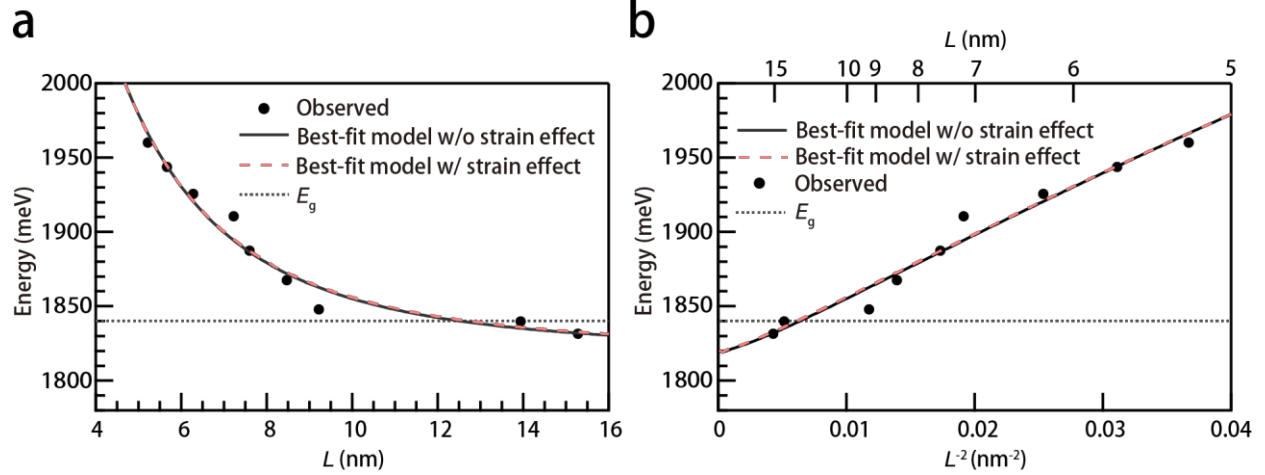 a
2000
1950
1900
1850
1800
Energy (meV)
Observed
Best-fit model w/o strain effect
Best-fit model w/ strain effect
Eg
4 6 8 10 12 14 16
L (nm)
b
L (nm)
15 10 9 8 7 6 5
2000
1950
1900
1850
1800
Energy (meV)
Best-fit model w/o strain effect
Best-fit model w/ strain effect
Observed
Eg
0 0.01 0.02 0.03 0.04
L⁻² (nm⁻²)